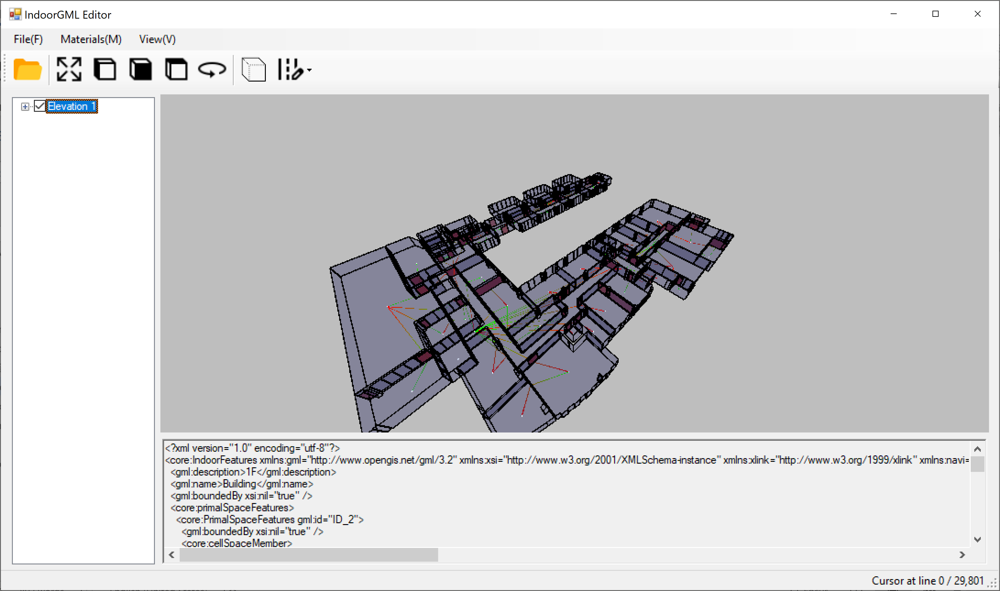 IndoorGML Editor
File(F) Materials(M) View(V)
Elevation 1
<?xml version="1.0" encoding="utf-8"?>
<core:IndoorFeatures xmlns:gml="http://www.opengis.net/gml/3.2" xmlns:xsi="http://www.w3.org/2001/XMLSchema-instance" xmlns:xlink="http://www.w3.org/1999/xlink" xmlns:navi=
<gml:description>1F</gml:description>
<gml:name>Building</gml:name>
<gml:boundedBy xsi:nil="true" />
<core:primalSpaceFeatures>
<core:PrimalSpaceFeatures gml:id="ID_2">
<gml:boundedBy xsi:nil="true" />
<core:cellSpaceMember>
Cursor at line 0 / 29,801